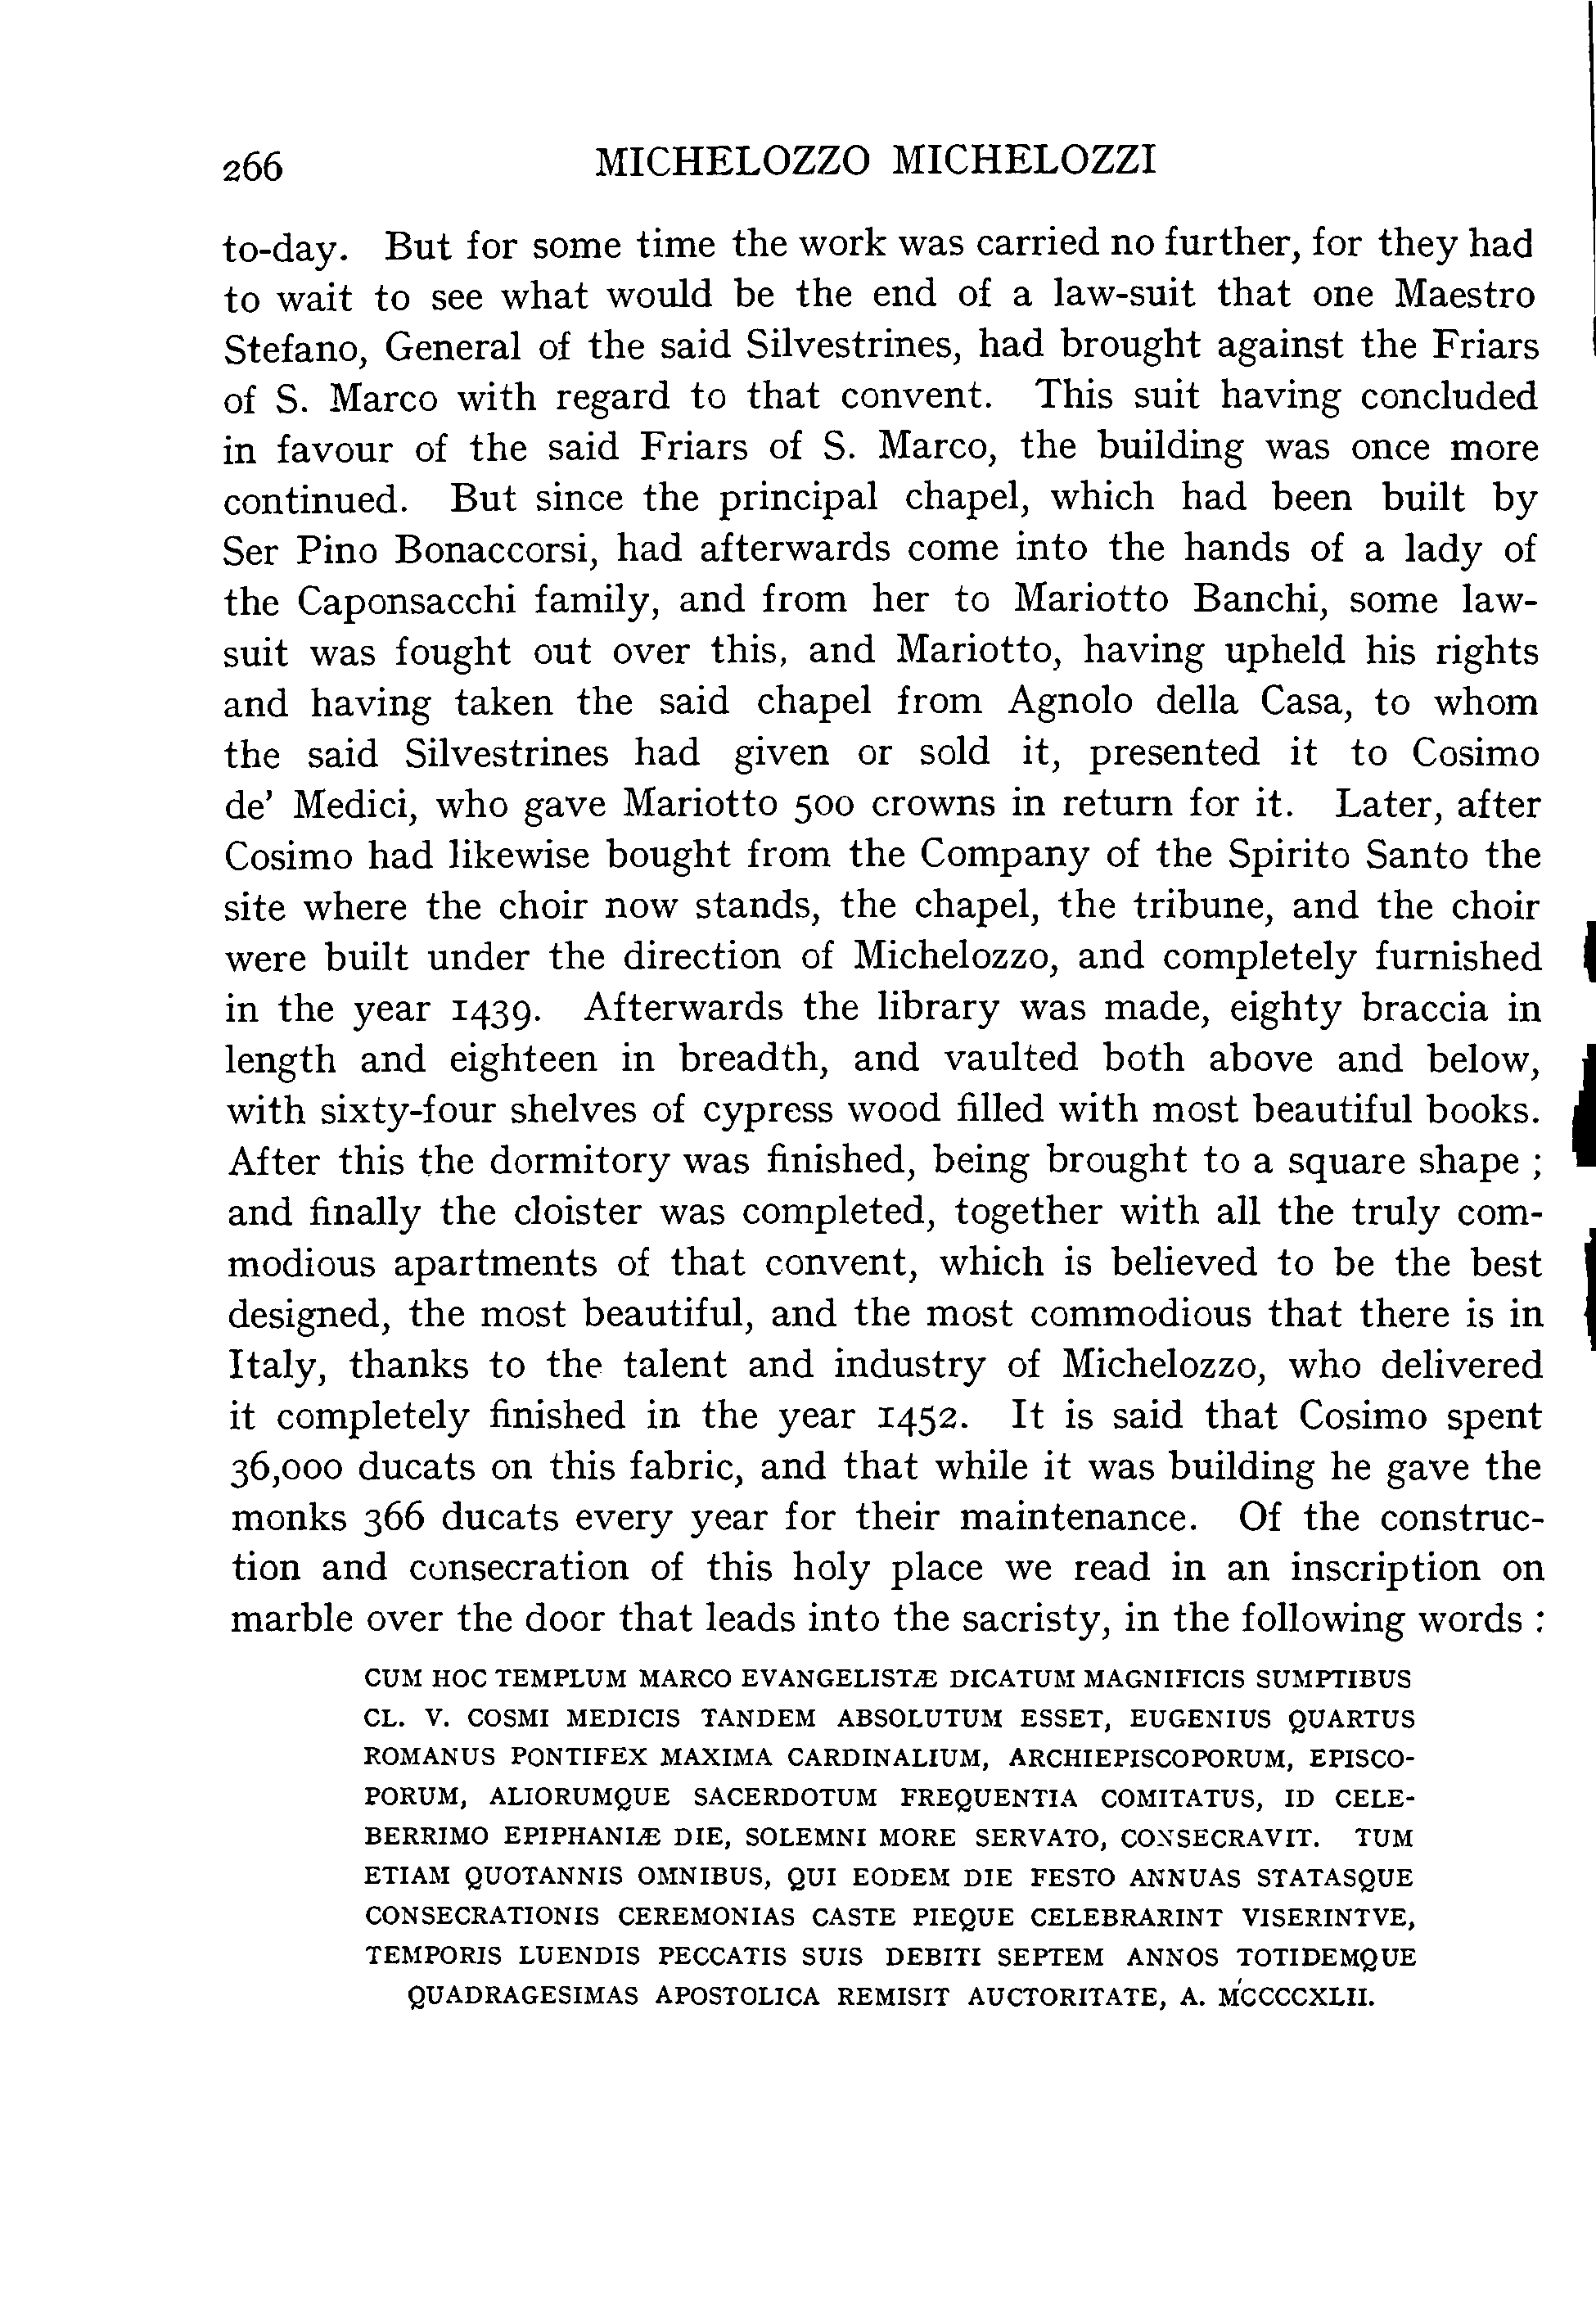 266 MICHELOZZO MICHELOZZI
to-day. But for some time the work was carried no further, for they had
to wait to see what would be the end of a law-suit that one Maestro
Stefano, General of the said Silvestrines, had brought against the Friars
of S. Marco with regard to that convent. This suit having concluded
in favour of the said Friars of S. Marco, the building was once more
continued. But since the principal chapel, which had been built by
Ser Pino Bonaccorsi, had afterwards come into the hands of a lady of
the Caponsacchi family, and from her to Mariotto Banchi, some law-
suit was fought out over this, and Mariotto, having upheld his rights
and having taken the said chapel from Agnolo della Casa, to whom
the said Silvestrines had given or sold it, presented it to Cosimo
de' Medici, who gave Mariotto 500 crowns in return for it. Later, after
Cosimo had likewise bought from the Company of the Spirito Santo the
site where the choir now stands, the chapel, the tribune, and the choir
were built under the direction of Michelozzo, and completely furnished
in the year 1439. Afterwards the library was made, eighty braccia in
length and eighteen in breadth, and vaulted both above and below,
with sixty-four shelves of cypress wood filled with most beautiful books.
After this the dormitory was finished, being brought to a square shape ;
and finally the cloister was completed, together with all the truly com-
modious apartments of that convent, which is believed to be the best
designed, the most beautiful, and the most commodious that there is in
Italy, thanks to the talent and industry of Michelozzo, who delivered
it completely finished in the year 1452. It is said that Cosimo spent
36,000 ducats on this fabric, and that while it was building he gave the
monks 366 ducats every year for their maintenance. Of the construc-
tion and consecration of this holy place we read in an inscription on
marble over the door that leads into the sacristy, in the following words :
CUM HOC TEMPLUM MARCO EVANGELISTÆ DICATUM MAGNIFICIS SUMPTIBUS
CL. V. COSMI MEDICIS TANDEM ABSOLUTUM ESSET, EUGENIUS QUARTUS
ROMANUS PONTIFEX MAXIMA CARDINALIUM, ARCHIEPISCOPORUM, EPISCO-
PORUM, ALIORUMQUE SACERDOTUM FREQUENTIA COMITATUS, ID CELE-
BERRIMO EPIPHANIÆ DIE, SOLEMNI MORE SERVATO, CONSECRAVIT. TUM
ETIAM QUOTANNIS OMNIBUS, QUI EODEM DIE FESTO ANNUAS STATASQUE
CONSECRATIONIS CEREMONIAS CASTE PIEQUE CELEBRARINT VISERINTVE,
TEMPORIS LUENDIS PECCATIS SUIS DEBITI SEPTEM ANNOS TOTIDEMQUE
QUADRAGESIMAS APOSTOLICA REMISIT AUCTORITATE, A. MCCCCXLII.